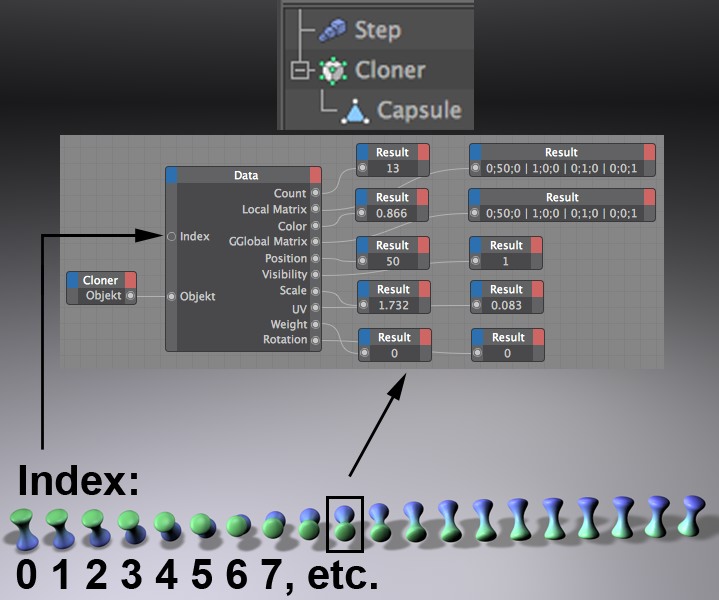 Step
Cloner
Capsule
Data
Count
Local Matrix
Color
Index
GGlobal Matrix
Position
Visibility
Scale
Objekt
UV
Weight
Rotation
Cloner
Objekt
Result
13
Result
0;50;0 | 1;0;0 | 0;1;0 | 0;0;1
Result
0.866
Result
0;50;0 | 1;0;0 | 0;1;0 | 0;0;1
Result
50
Result
1
Result
1.732
Result
0.083
Result
0
Result
0
Index:
0 1 2 3 4 5 6 7, etc.